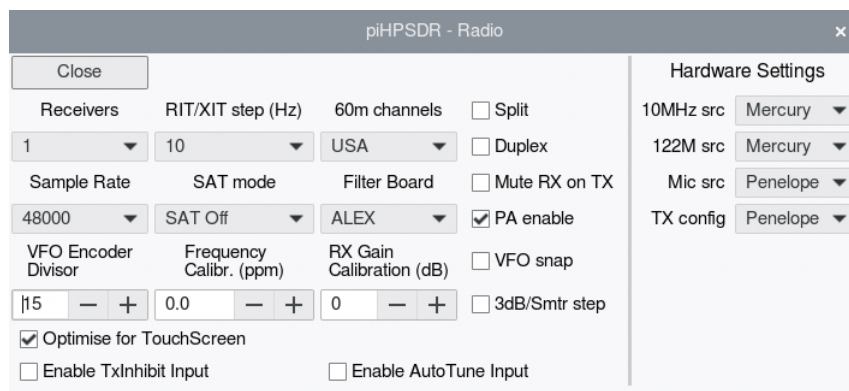 piHPSDR - Radio ×
Close Hardware Settings
Receivers RIT/XIT step (Hz) 60m channels Split 10MHz src Mercury
1 10 USA Duplex 122M src Mercury
Sample Rate SAT mode Filter Board Mute RX on TX Mic src Penelope
48000 SAT Off ALEX PA enable TX config Penelope
VFO Encoder Frequency RX Gain
Divisor Calibr. (ppm) Calibration (dB) VFO snap
15 − + 0.0 − + 0 − + 3dB/Smtr step
Optimise for TouchScreen
Enable TxInhibit Input Enable AutoTune Input